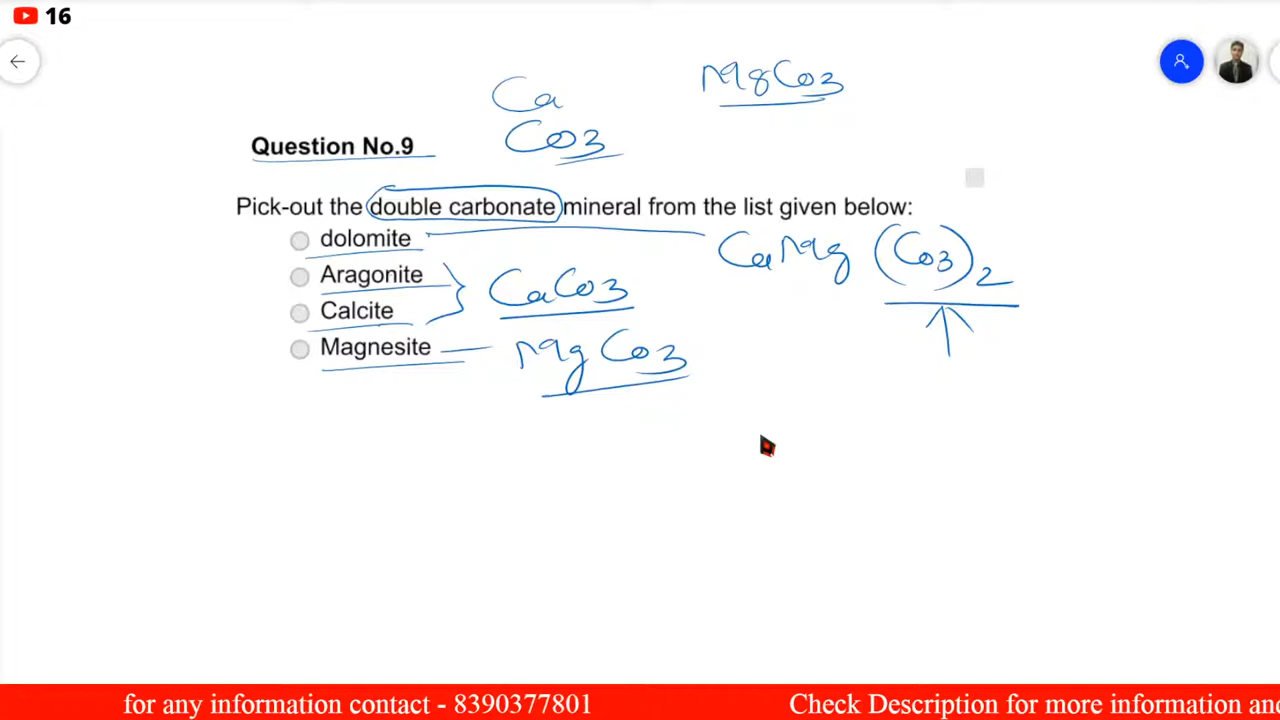 16
MgCo3
Ca
Co3
Question No.9
Pick-out the double carbonate mineral from the list given below:
dolomite
CaMg (Co3)2
Aragonite
CaCo3
Calcite
Magnesite
MgCo3
for any information contact - 8390377801
Check Description for more information and